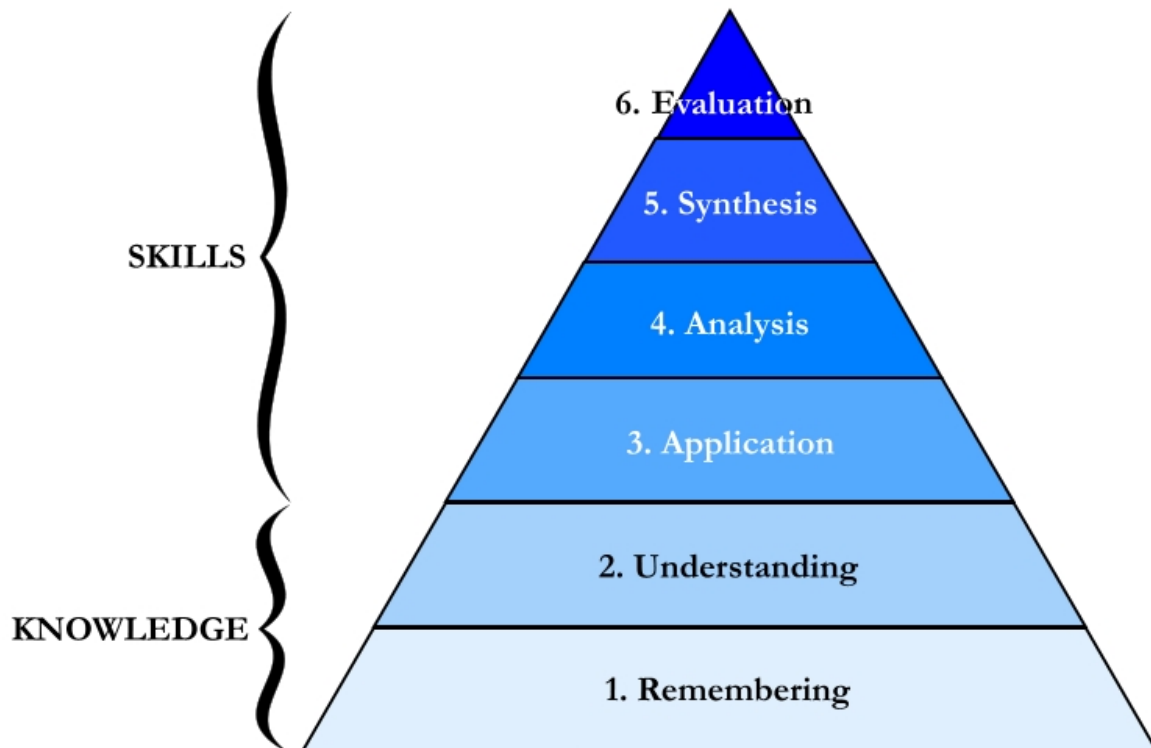 6. Evaluation
5. Synthesis
SKILLS
4. Analysis
3. Application
2. Understanding
KNOWLEDGE
1. Remembering